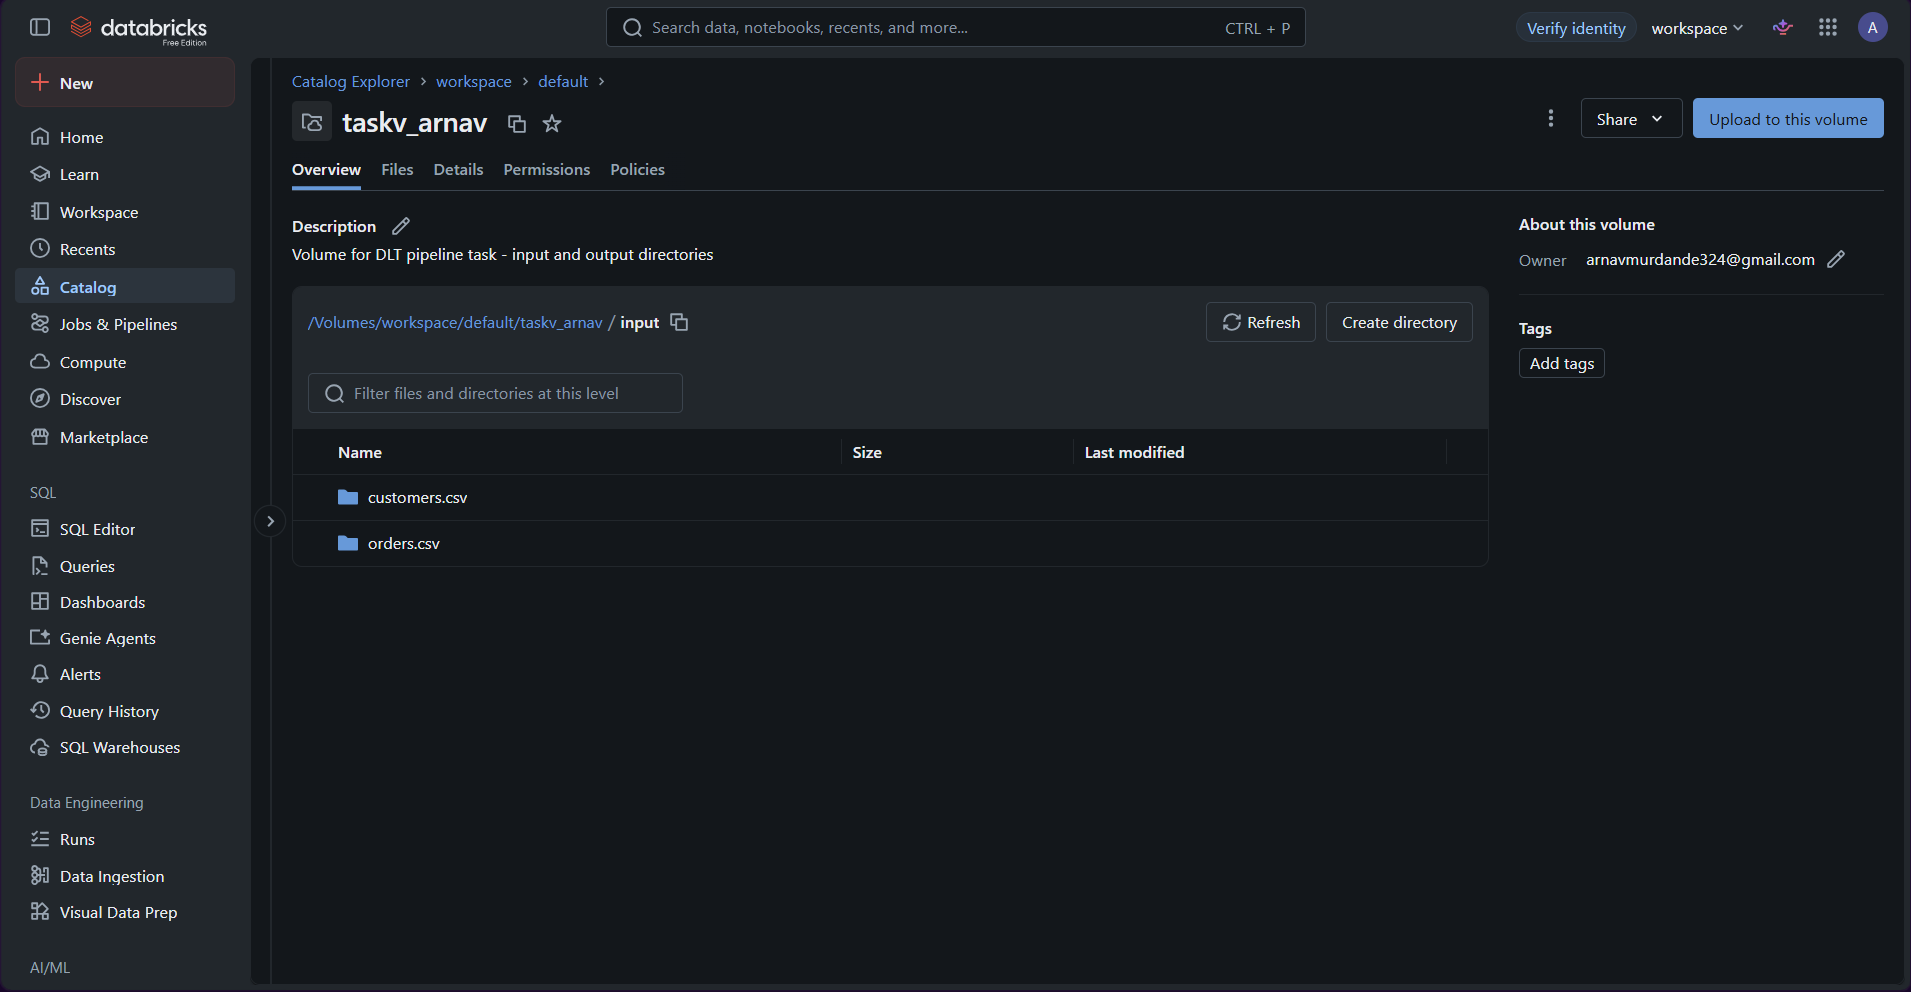 databricks
Free Edition
Search data, notebooks, recents, and more...
CTRL + P
Verify identity
workspace
A
New
Home
Learn
Workspace
Recents
Catalog
Jobs & Pipelines
Compute
Discover
Marketplace
SQL
SQL Editor
Queries
Dashboards
Genie Agents
Alerts
Query History
SQL Warehouses
Data Engineering
Runs
Data Ingestion
Visual Data Prep
AI/ML
Catalog Explorer > workspace > default >
taskv_arnav
Share
Upload to this volume
Overview Files Details Permissions Policies
Description
Volume for DLT pipeline task - input and output directories
/Volumes/workspace/default/taskv_arnav / input
Refresh
Create directory
Filter files and directories at this level
Name Size Last modified
customers.csv
orders.csv
About this volume
Owner arnavmurdande324@gmail.com
Tags
Add tags